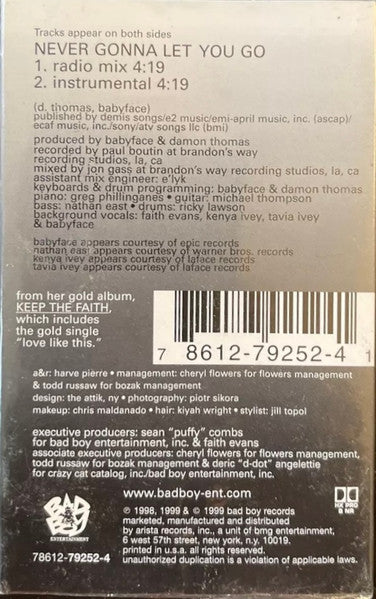 Tracks appear on both sides
NEVER GONNA LET YOU GO
1. radio mix 4:19
2. instrumental 4:19
(d. thomas, babyface)
published by demis songs/e2 music/emi-april music, inc. (ascap)/
ecaf music, inc./sony/atv songs llc (bmi)
produced by babyface & damon thomas
recorded by paul boutin at brandon's way
recording studios, la, ca
mixed by jon gass at brandon's way recording studios, la, ca
assistant mix engineer: e'lyk
keyboards & drum programming: babyface & damon thomas
piano: greg phillinganes • guitar: michael thompson
bass: nathan east • drums: ricky lawson
background vocals: faith evans, kenya ivey, tavia ivey
& babyface
babyface appears courtesy of epic records
nathan east appears courtesy of warner bros. records
kenya ivey appears courtesy of laface records
tavia ivey appears courtesy of laface records
from her gold album,
KEEP THE FAITH,
which includes
the gold single
"love like this."
7 8612-79252-4 1
a&r: harve pierre • management: cheryl flowers for flowers management
& todd russaw for bozak management
design: the attik, ny • photography: piotr sikora
makeup: chris maldanado • hair: kiyah wright • stylist: jill topol
executive producers: sean "puffy" combs
for bad boy entertainment, inc. & faith evans
associate executive producers: cheryl flowers for flowers management,
todd russaw for bozak management & deric "d-dot" angelettie
for crazy cat catalog, inc./bad boy entertainment, inc.
www.badboy-ent.com
BAD BOY
ENTERTAINMENT
HX PRO
B NR
℗ 1998, 1999 & © 1999 bad boy records
marketed, manufactured and distributed
by arista records, inc., a unit of bmg entertainment,
6 west 57th street, new york, n.y. 10019.
printed in u.s.a. all rights reserved.
unauthorized duplication is a violation of applicable laws.
78612-79252-4